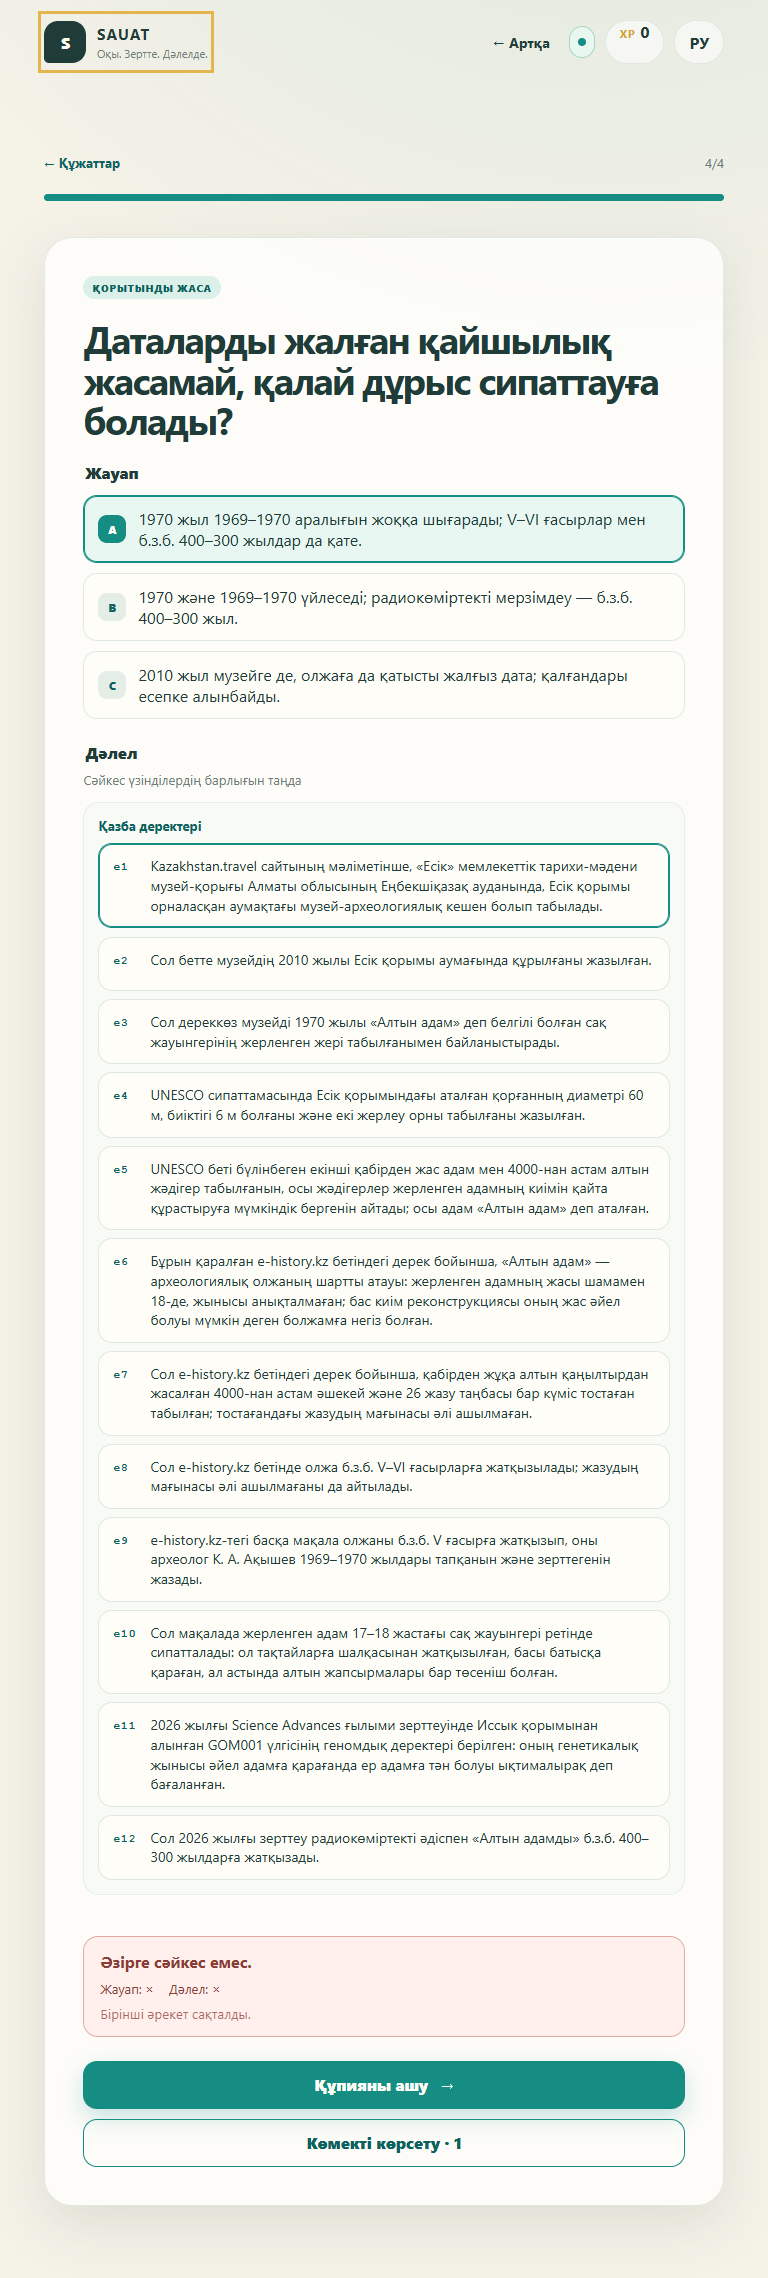 S
SAUAT
Оқы. Зертте. Дәлелде.
← Артқа
XP 0
РУ
← Құжаттар
4/4
ҚОРЫТЫНДЫ ЖАСА
Даталарды жалған қайшылық
жасамай, қалай дұрыс сипаттауға
болады?
Жауап
A
1970 жыл 1969–1970 аралығын жоққа шығарады; V–VI ғасырлар мен
б.з.б. 400–300 жылдар да қате.
B
1970 және 1969–1970 үйлеседі; радиокөміртекті мерзімдеу — б.з.б.
400–300 жыл.
C
2010 жыл музейге де, олжаға да қатысты жалғыз дата; қалғандары
есепке алынбайды.
Дәлел
Сәйкес үзінділердің барлығын таңда
Қазба деректері
e1
Kazakhstan.travel сайтының мәліметінше, «Есік» мемлекеттік тарихи-мәдени
музей-қорығы Алматы облысының Еңбекшіқазақ ауданында, Есік қорымы
орналасқан аумақтағы музей-археологиялық кешен болып табылады.
e2
Сол бетте музейдің 2010 жылы Есік қорымы аумағында құрылғаны жазылған.
e3
Сол дереккөз музейді 1970 жылы «Алтын адам» деп белгілі болған сақ
жауынгерінің жерленген жері табылғанымен байланыстырады.
e4
UNESCO сипаттамасында Есік қорымындағы аталған қорғанның диаметрі 60
м, биіктігі 6 м болғаны және екі жерлеу орны табылғаны жазылған.
e5
UNESCO беті бүлінбеген екінші қабірден жас адам мен 4000-нан астам алтын
жәдігер табылғанын, осы жәдігерлер жерленген адамның киімін қайта
құрастыруға мүмкіндік бергенін айтады; осы адам «Алтын адам» деп аталған.
e6
Бұрын қаралған e-history.kz бетіндегі дерек бойынша, «Алтын адам» —
археологиялық олжаның шартты атауы: жерленген адамның жасы шамамен
18-де, жынысы анықталмаған; бас киім реконструкциясы оның жас әйел
болуы мүмкін деген болжамға негіз болған.
e7
Сол e-history.kz бетіндегі дерек бойынша, қабірден жұқа алтын қаңылтырдан
жасалған 4000-нан астам әшекей және 26 жазу таңбасы бар күміс тостаған
табылған; тостағандағы жазудың мағынасы әлі ашылмаған.
e8
Сол e-history.kz бетінде олжа б.з.б. V–VI ғасырларға жатқызылады; жазудың
мағынасы әлі ашылмағаны да айтылады.
e9
e-history.kz-тегі басқа мақала олжаны б.з.б. V ғасырға жатқызып, оны
археолог К. А. Ақышев 1969–1970 жылдары тапқанын және зерттегенін
жазады.
e10
Сол мақалада жерленген адам 17–18 жастағы сақ жауынгері ретінде
сипатталады: ол тақтайларға шалқасынан жатқызылған, басы батысқа
қараған, ал астында алтын жапсырмалары бар төсеніш болған.
e11
2026 жылғы Science Advances ғылыми зерттеуінде Иссык қорымынан
алынған GOM001 үлгісінің геномдық деректері берілген: оның генетикалық
жынысы әйел адамға қарағанда ер адамға тән болуы ықтималырақ деп
бағаланған.
e12
Сол 2026 жылғы зерттеу радиокөміртекті әдіспен «Алтын адамды» б.з.б. 400–
300 жылдарға жатқызады.
Әзірге сәйкес емес.
Жауап: × Дәлел: ×
Бірінші әрекет сақталды.
Құпияны ашу →
Көмекті көрсету · 1